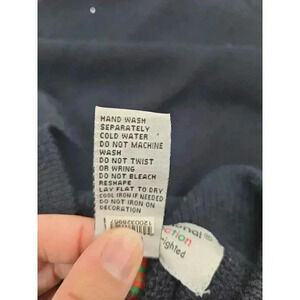 HAND WASH
SEPARATELY
COLD WATER
DO NOT MACHINE
WASH
DO NOT TWIST
OR WRING
DO NOT BLEACH
RESHAPE
LAY FLAT TO DRY
COOL IRON IF NEEDED
DO NOT IRON ON
DECORATION